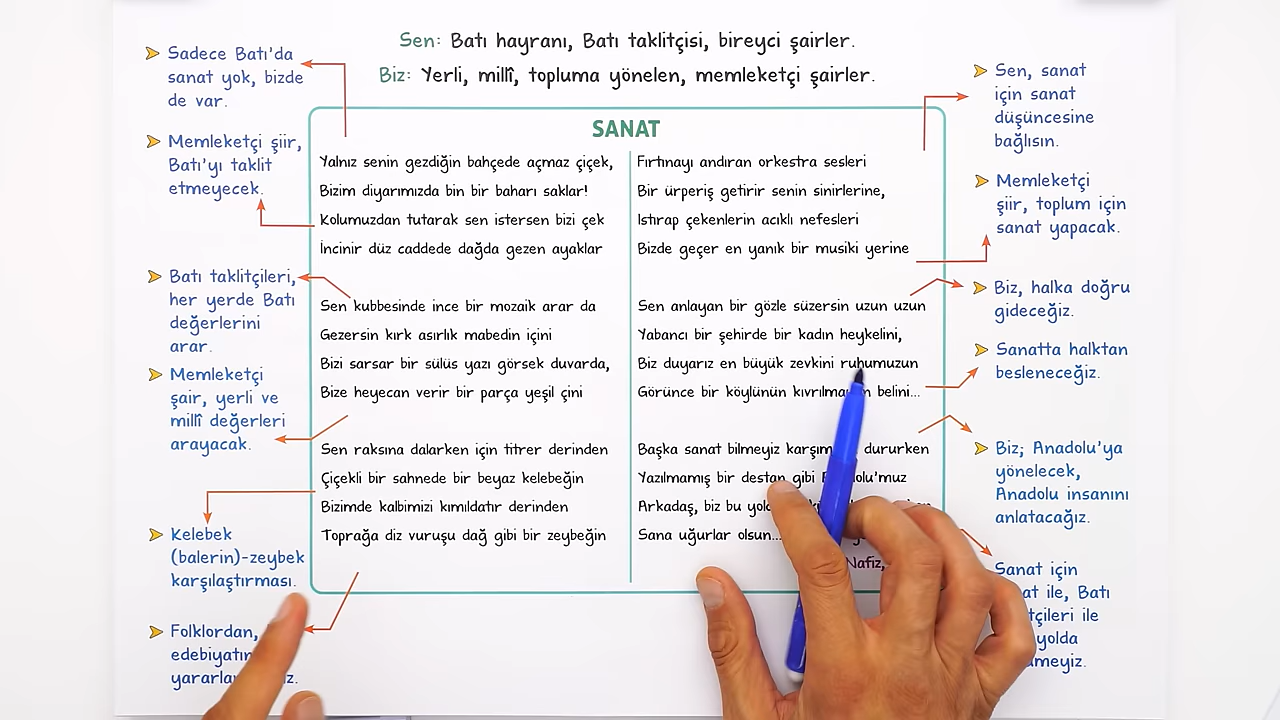 Sen: Batı hayranı, Batı taklitçisi, bireyci şairler.
Biz: Yerli, millî, topluma yönelen, memleketçi şairler.
Sadece Batı'da
sanat yok, bizde
de var.
Memleketçi şiir,
Batı'yı taklit
etmeyecek.
Batı taklitçileri,
her yerde Batı
değerlerini
arar.
Memleketçi
şair, yerli ve
millî değerleri
arayacak.
Kelebek
(balerin)-zeybek
karşılaştırması.
Folklordan,
SANAT
Yalnız senin gezdiğin bahçede açmaz çiçek,
Bizim diyarımızda bin bir baharı saklar!
Kolumuzdan tutarak sen istersen bizi çek
İncinir düz caddede dağda gezen ayaklar
Sen kubbesinde ince bir mozaik arar da
Gezersin kırk asırlık mabedin içini
Bizi sarsar bir sülüs yazı görsek duvarda,
Bize heyecan verir bir parça yeşil çini
Sen raksına dalarken için titrer derinden
Çiçekli bir sahnede bir beyaz kelebeğin
Bizimde kalbimizi kımıldatır derinden
Toprağa diz vuruşu dağ gibi bir zeybeğin
Fırtınayı andıran orkestra sesleri
Bir ürperiş getirir senin sinirlerine,
Istırap çekenlerin acıklı nefesleri
Bizde geçer en yanık bir musiki yerine
Sen anlayan bir gözle süzersin uzun uzun
Yabancı bir şehirde bir kadın heykelini,
Biz duyarız en büyük zevkini ruhumuzun
Görünce bir köylünün belini...
Başka sanat bilmeyiz dururken
Yazılmamış bir destan gibi
Arkadaş, biz bu
Sana uğurlar olsun...
Nafiz,
Sen, sanat
için sanat
düşüncesine
bağlısın.
Memleketçi
şiir, toplum için
sanat yapacak.
Biz, halka doğru
gideceğiz.
Sanatta halktan
besleneceğiz.
Biz; Anadolu'ya
yönelecek,
Anadolu insanını
anlatacağız.
Sanat için
ile, Batı
ile